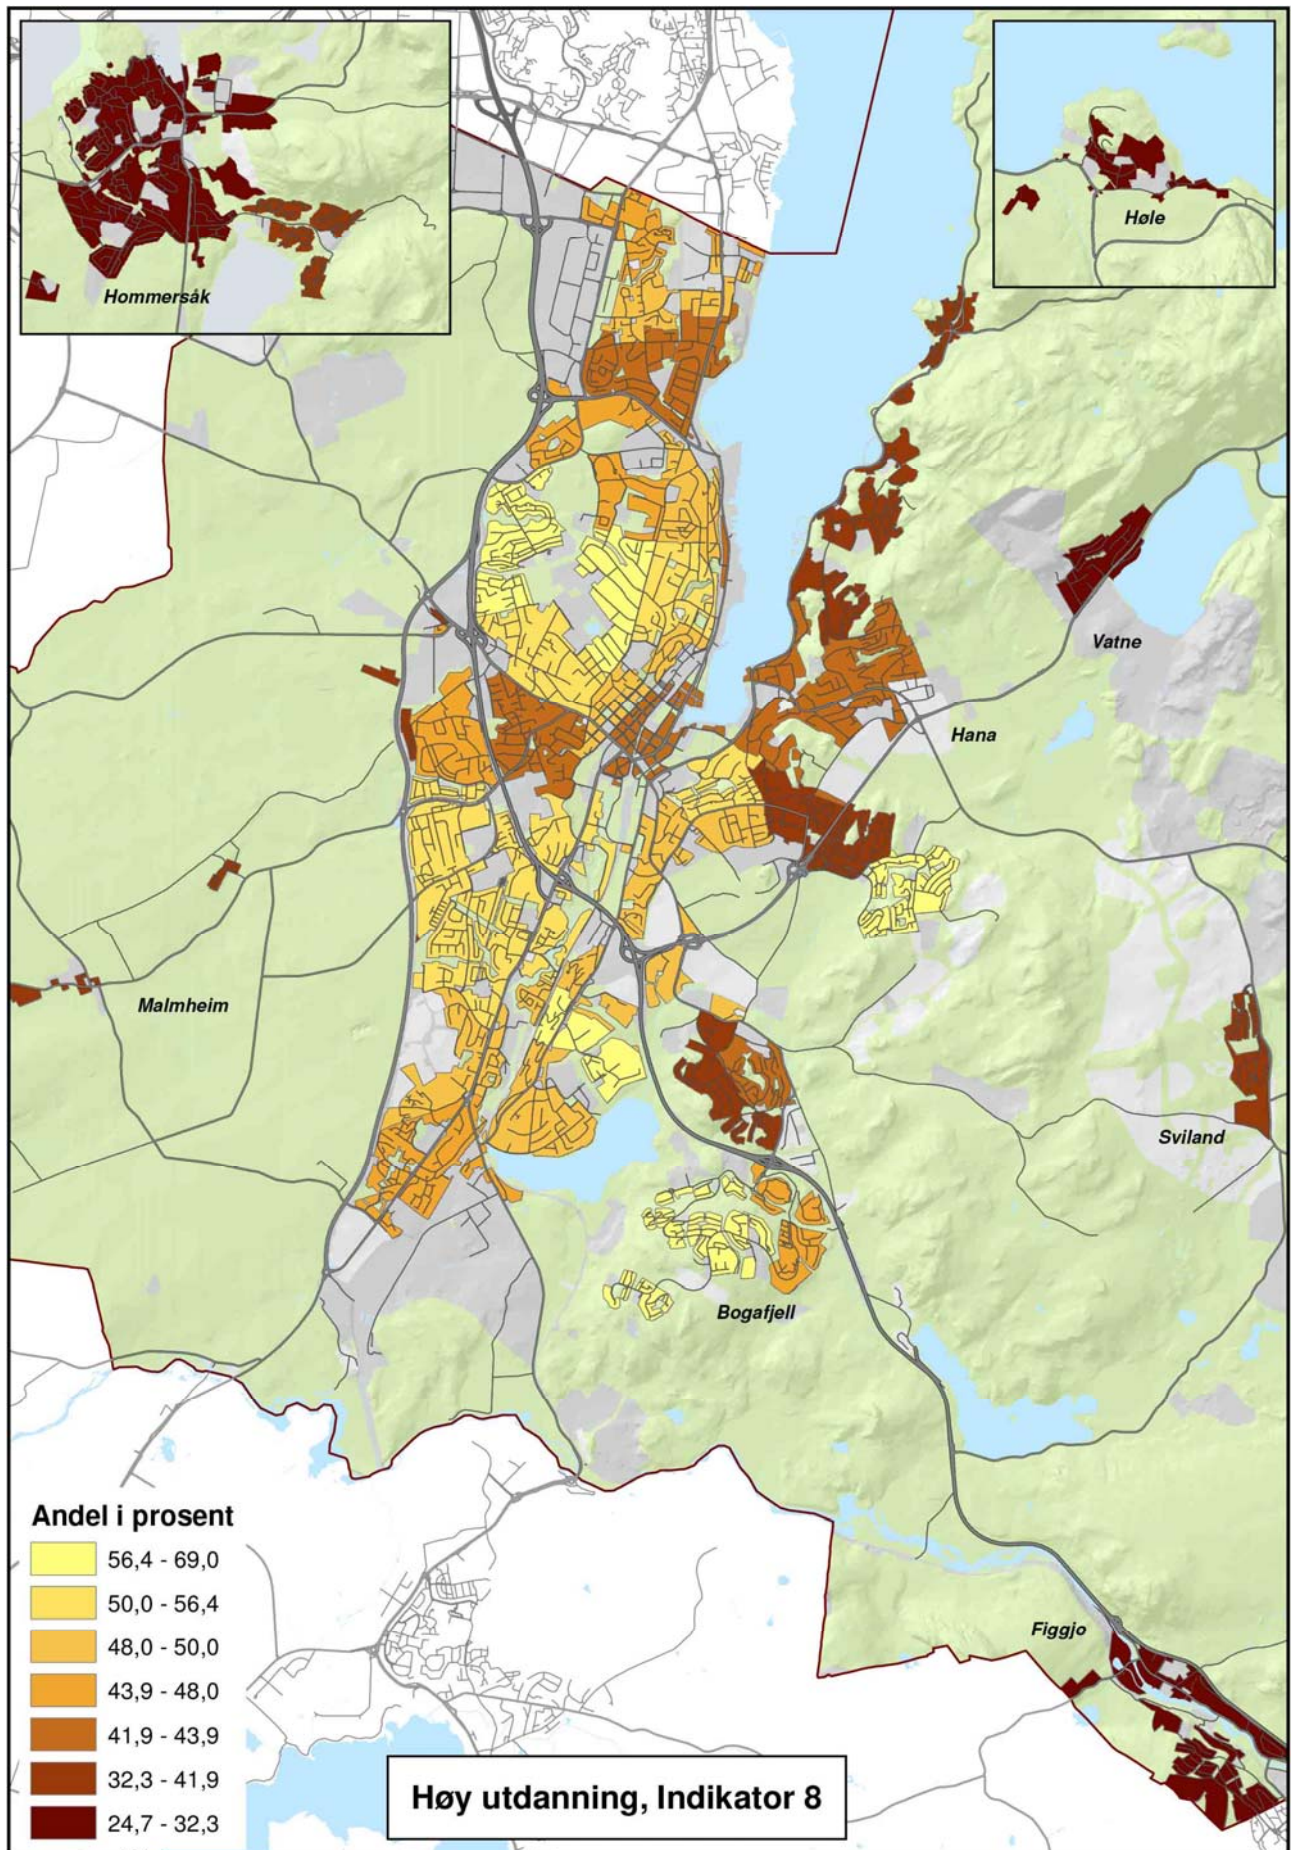 Hommersåk
Høle
Vatne
Hana
Malmheim
Sviland
Bogafjell
Figgjo
Andel i prosent
56,4 - 69,0
50,0 - 56,4
48,0 - 50,0
43,9 - 48,0
41,9 - 43,9
32,3 - 41,9
24,7 - 32,3
Høy utdanning, Indikator 8